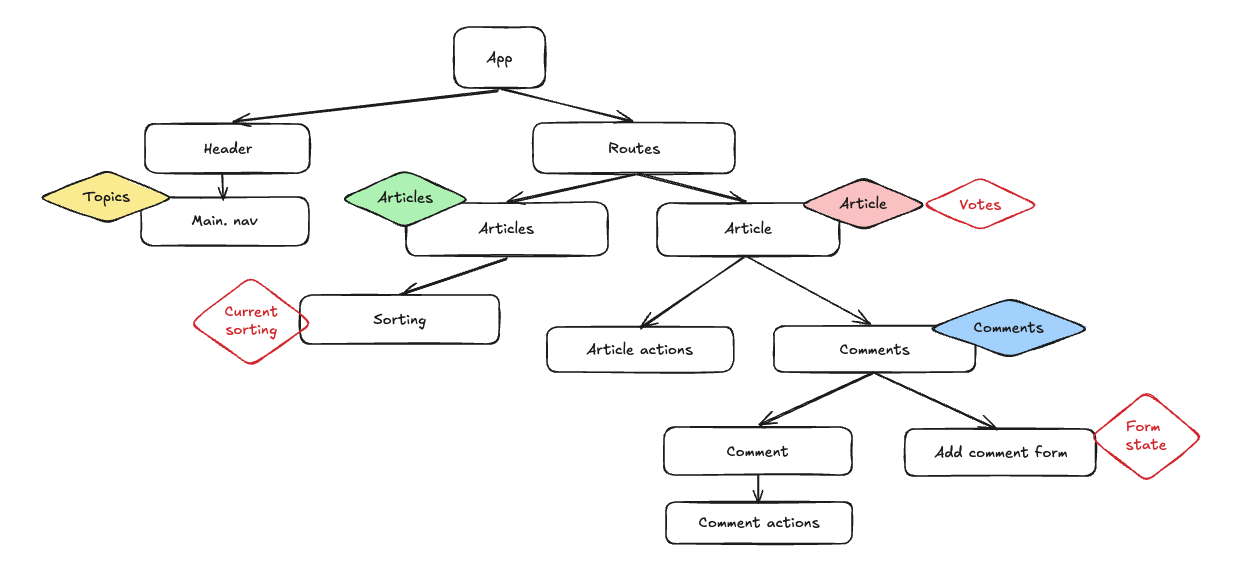 App
Header
Routes
Topics
Main. nav
Articles
Articles
Article
Article
Votes
Current
sorting
Sorting
Article actions
Comments
Comments
Comment
Add comment form
Form
state
Comment actions